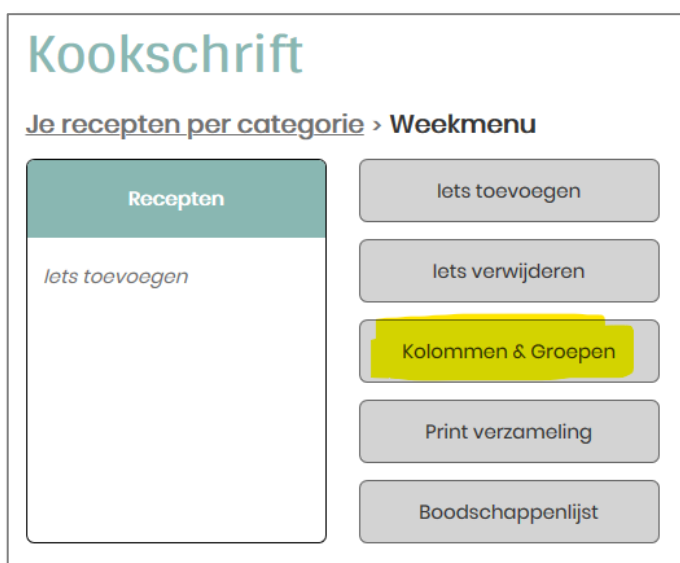 Kookschrift
Je recepten per categorie › Weekmenu
Recepten
Iets toevoegen
Iets toevoegen
Iets verwijderen
Kolommen & Groepen
Print verzameling
Boodschappenlijst